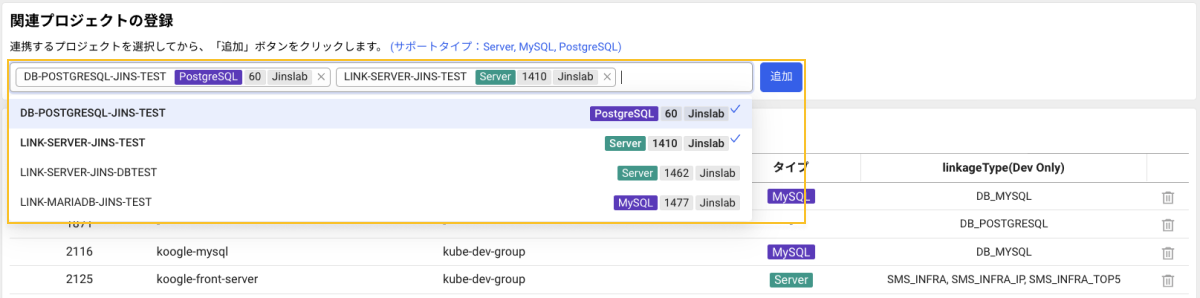 関連プロジェクトの登録
連携するプロジェクトを選択してから、「追加」ボタンをクリックします。 (サポートタイプ：Server, MySQL, PostgreSQL)
DB-POSTGRESQL-JINS-TEST PostgreSQL 60 Jinslab × LINK-SERVER-JINS-TEST Server 1410 Jinslab × 追加
DB-POSTGRESQL-JINS-TEST PostgreSQL 60 Jinslab
LINK-SERVER-JINS-TEST Server 1410 Jinslab
タイプ linkageType(Dev Only)
LINK-SERVER-JINS-DBTEST Server 1462 Jinslab
LINK-MARIADB-JINS-TEST MySQL 1477 Jinslab
MySQL DB_MYSQL
DB_POSTGRESQL
2116 koogle-mysql kube-dev-group MySQL DB_MYSQL
2125 koogle-front-server kube-dev-group Server SMS_INFRA, SMS_INFRA_IP, SMS_INFRA_TOP5